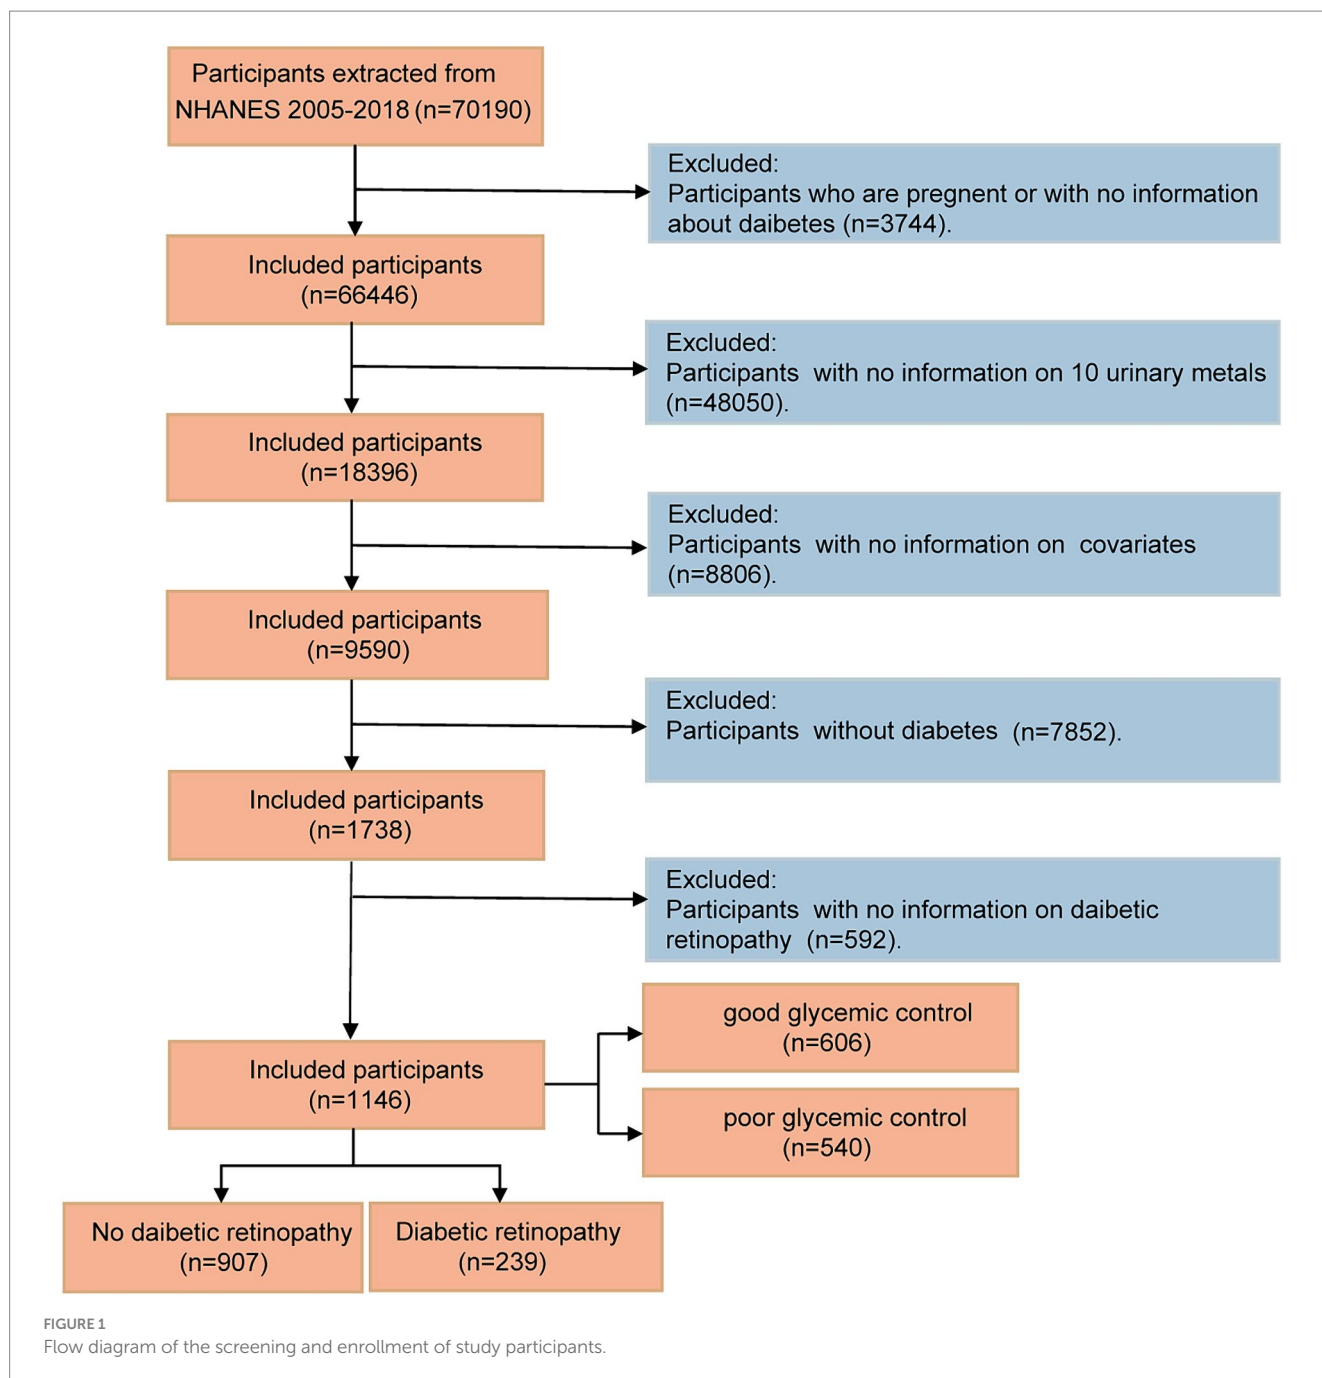 Participants extracted from
NHANES 2005-2018 (n=70190)
Excluded:
Participants who are pregnent or with no information
about daibetes (n=3744).
Included participants
(n=66446)
Excluded:
Participants with no information on 10 urinary metals
(n=48050).
Included participants
(n=18396)
Excluded:
Participants with no information on covariates
(n=8806).
Included participants
(n=9590)
Excluded:
Participants without diabetes (n=7852).
Included participants
(n=1738)
Excluded:
Participants with no information on daibetic
retinopathy (n=592).
good glycemic control
(n=606)
Included participants
(n=1146)
poor glycemic control
(n=540)
No daibetic retinopathy
(n=907)
Diabetic retinopathy
(n=239)
FIGURE 1
Flow diagram of the screening and enrollment of study participants.